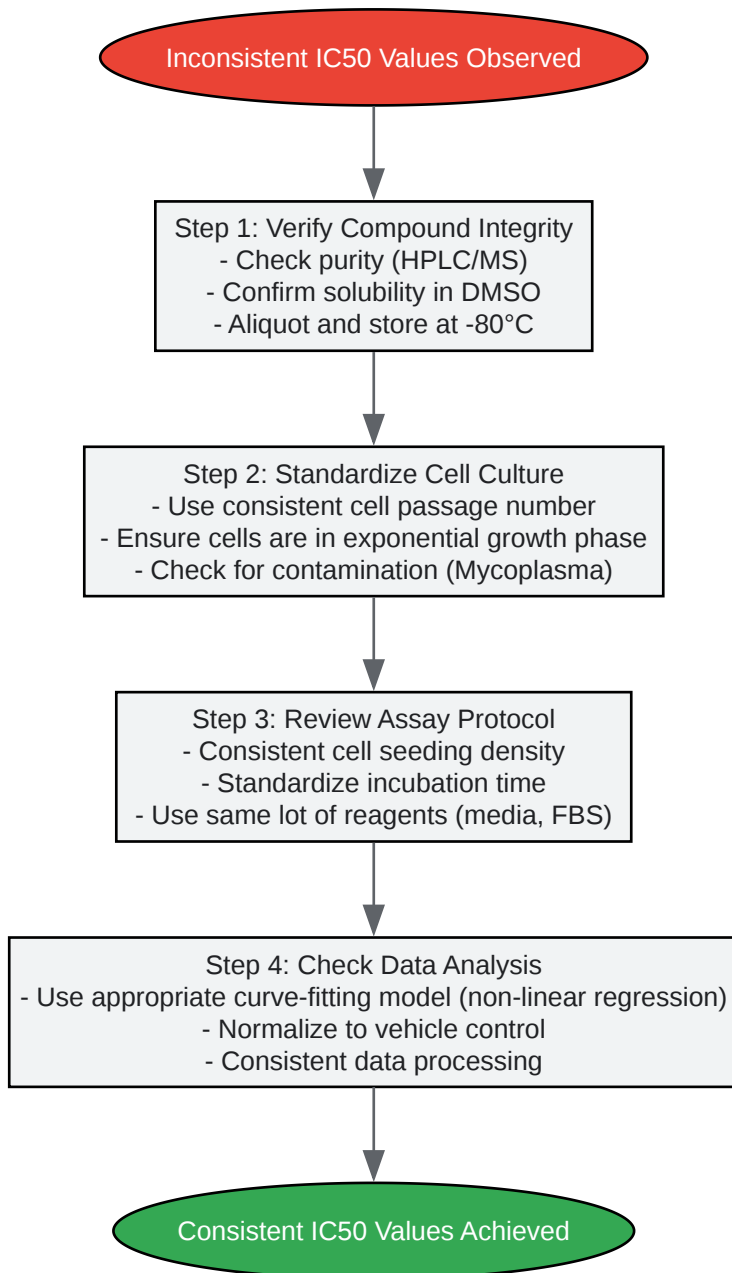 Inconsistent IC50 Values Observed
Step 1: Verify Compound Integrity
- Check purity (HPLC/MS)
- Confirm solubility in DMSO
- Aliquot and store at -80°C
Step 2: Standardize Cell Culture
- Use consistent cell passage number
- Ensure cells are in exponential growth phase
- Check for contamination (Mycoplasma)
Step 3: Review Assay Protocol
- Consistent cell seeding density
- Standardize incubation time
- Use same lot of reagents (media, FBS)
Step 4: Check Data Analysis
- Use appropriate curve-fitting model (non-linear regression)
- Normalize to vehicle control
- Consistent data processing
Consistent IC50 Values Achieved